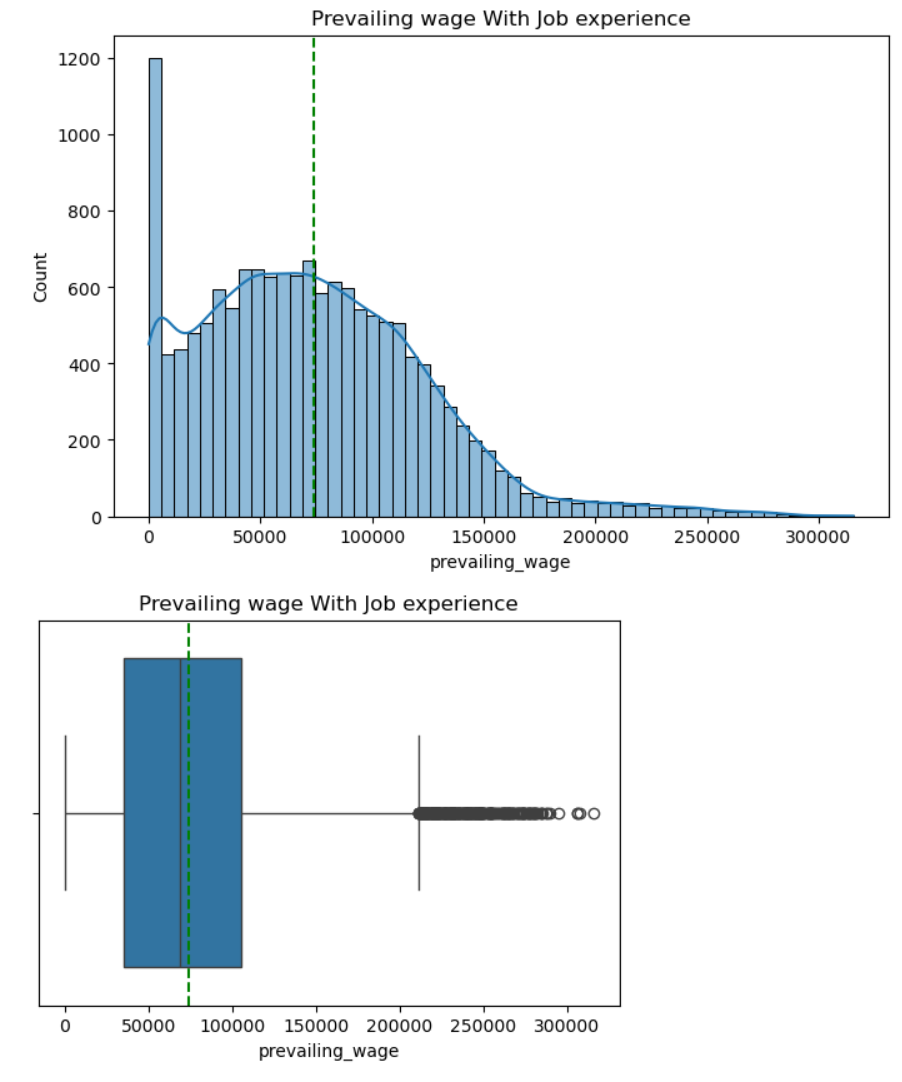 Prevailing wage With Job experience
1200
1000
800
600
400
200
0
Count
0 50000 100000 150000 200000 250000 300000
prevailing_wage
Prevailing wage With Job experience
0 50000 100000 150000 200000 250000 300000
prevailing_wage